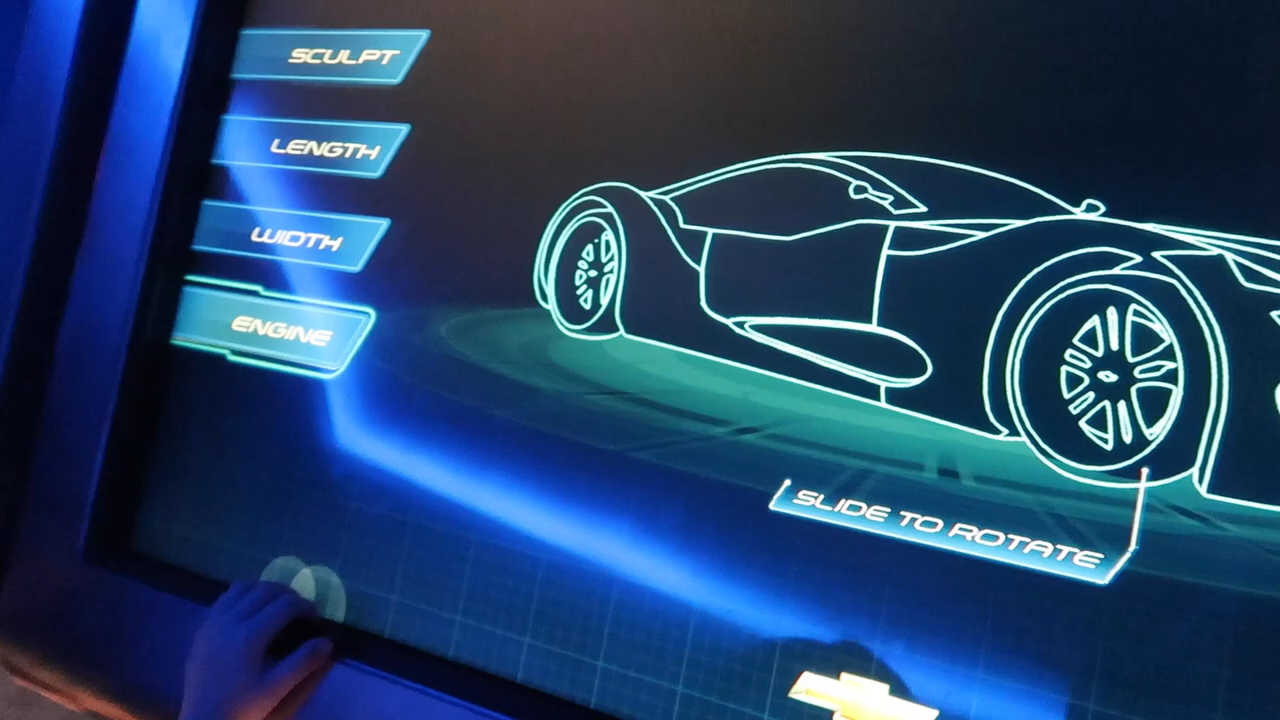 SCULPT
LENGTH
WIDTH
ENGINE
SLIDE TO ROTATE